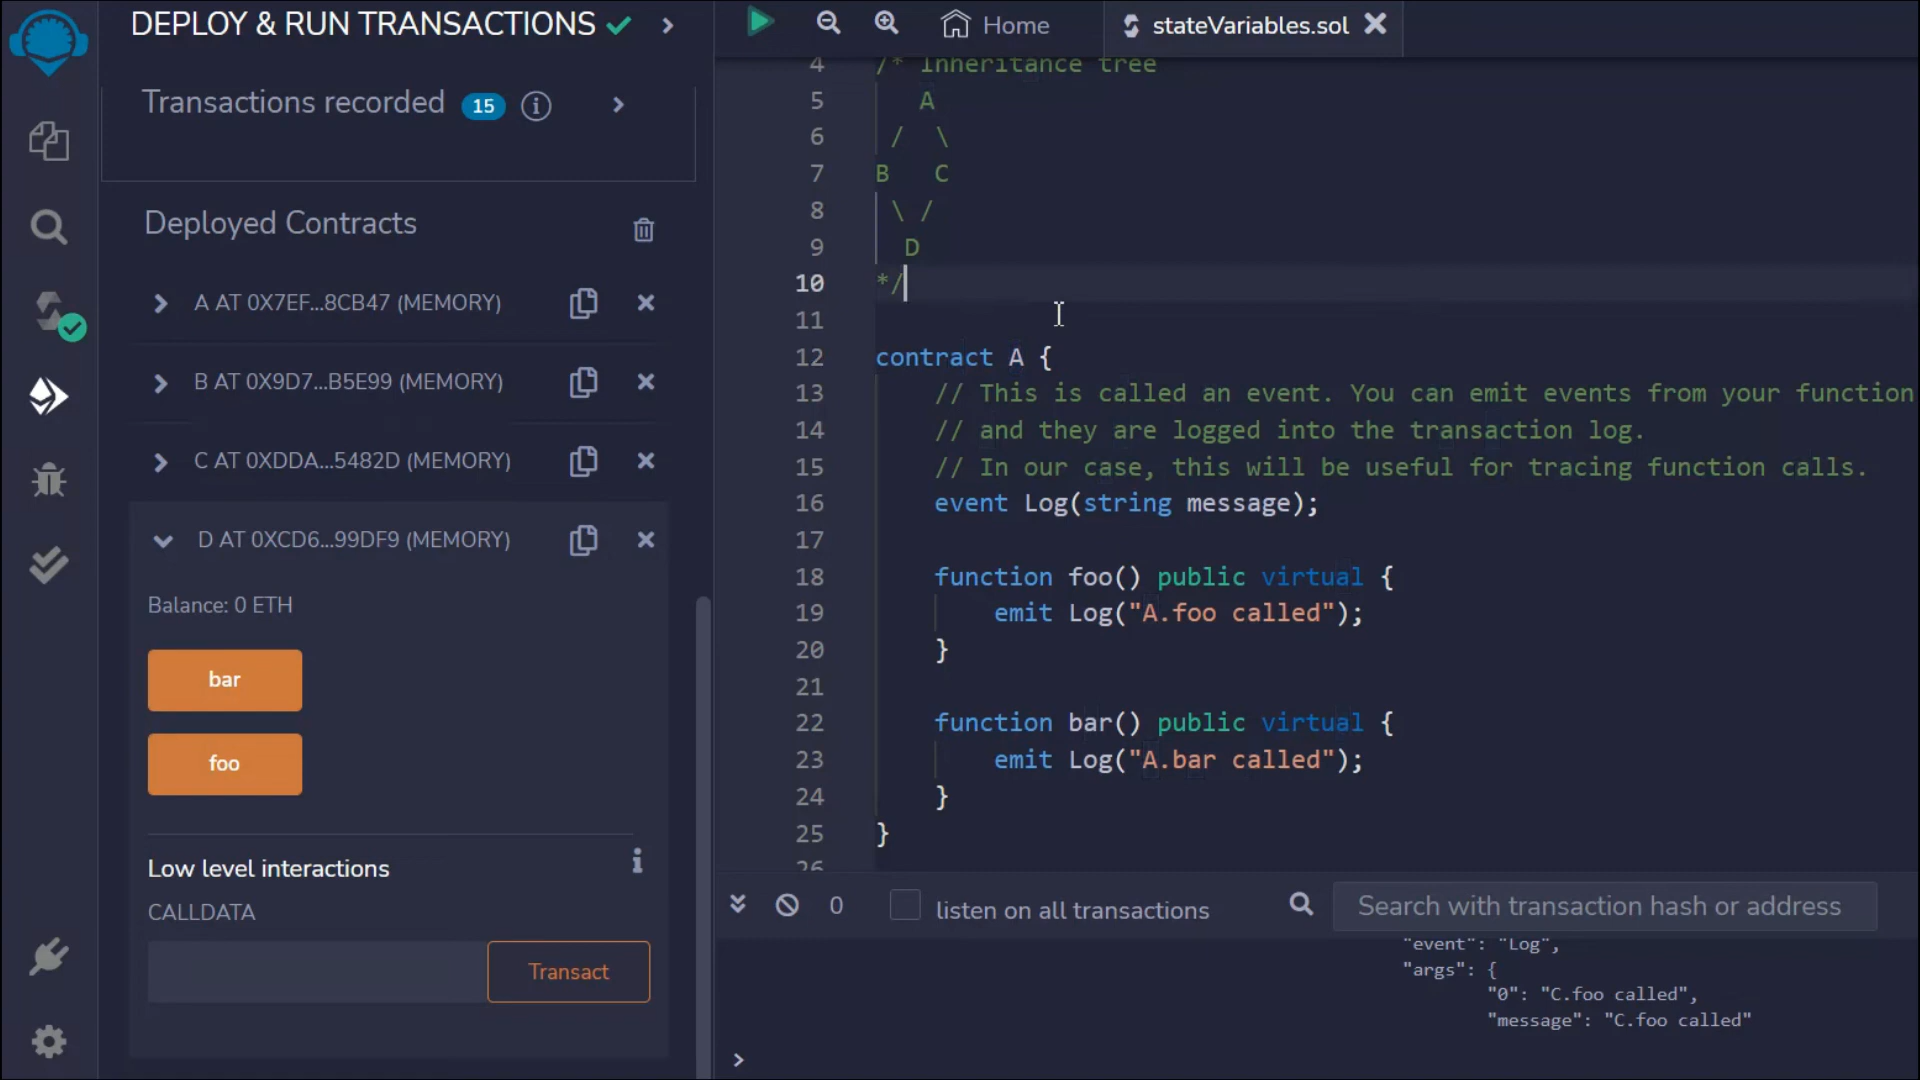 DEPLOY & RUN TRANSACTIONS
Transactions recorded 15
Deployed Contracts
A AT 0X7EF...8CB47 (MEMORY)
B AT 0X9D7...B5E99 (MEMORY)
C AT 0XDDA...5482D (MEMORY)
D AT 0XCD6...99DF9 (MEMORY)
Balance: 0 ETH
bar
foo
Low level interactions
CALLDATA
Transact
Home
stateVariables.sol
4 /* Inheritance tree
5 A
6 / \
7 B C
8 \ /
9 D
10 */
11
12 contract A {
13 // This is called an event. You can emit events from your function
14 // and they are logged into the transaction log.
15 // In our case, this will be useful for tracing function calls.
16 event Log(string message);
17
18 function foo() public virtual {
19 emit Log("A.foo called");
20 }
21
22 function bar() public virtual {
23 emit Log("A.bar called");
24 }
25 }
26
0 listen on all transactions
Search with transaction hash or address
"event": "Log",
"args": {
"0": "C.foo called",
"message": "C.foo called"
>